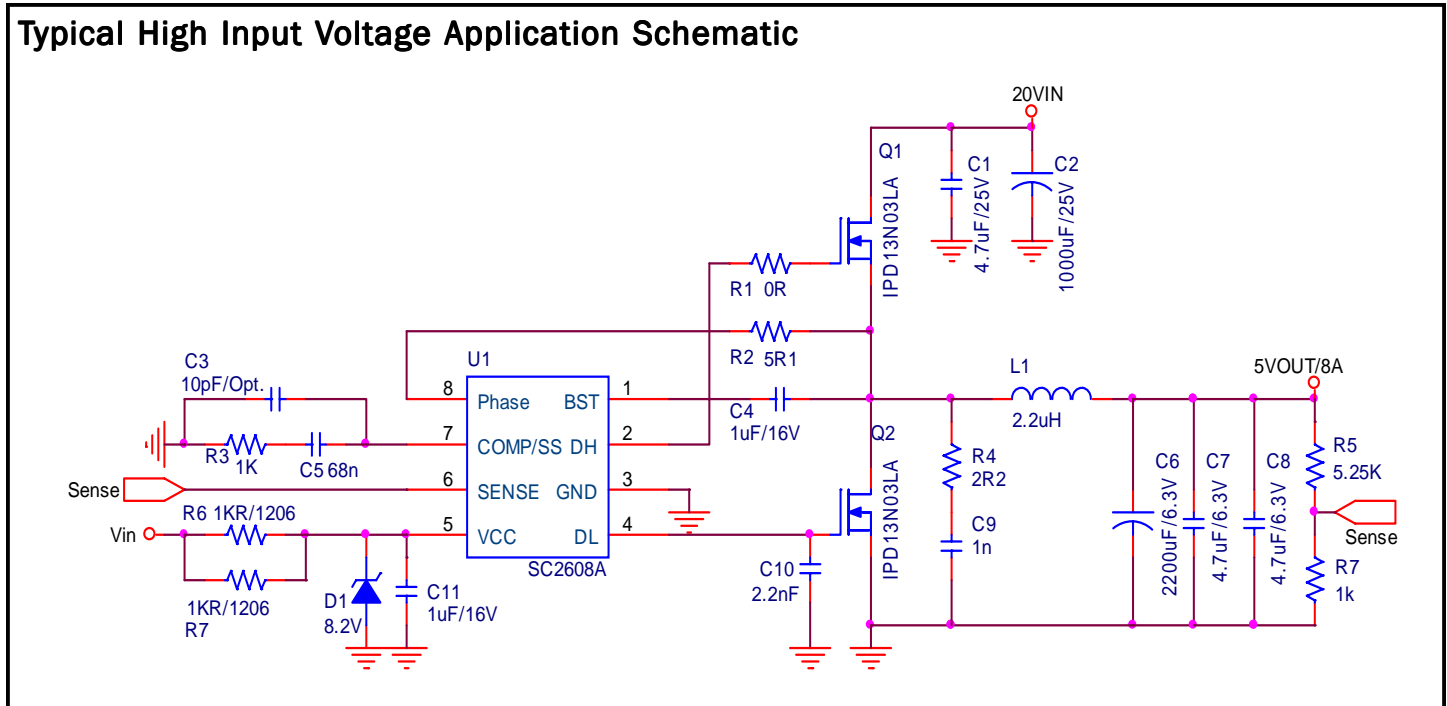 Typical High Input Voltage Application Schematic
20VIN
Q1
IPD13N03LA
C1
4.7uF/25V
C2
1000uF/25V
R1 0R
R2 5R1
C3
10pF/Opt.
U1
8
Phase
BST
1
7
COMP/SS
DH
2
6
SENSE
GND
3
5
VCC
DL
4
SC2608A
R3
1K
C5
68n
Sense
R6 1KR/1206
Vin
1KR/1206
R7
D1
8.2V
C11
1uF/16V
C4
1uF/16V
Q2
IPD13N03LA
C10
2.2nF
R4
2R2
C9
1n
L1
2.2uH
5VOUT/8A
C6
2200uF/6.3V
C7
4.7uF/6.3V
C8
4.7uF/6.3V
R5
5.25K
Sense
R7
1k